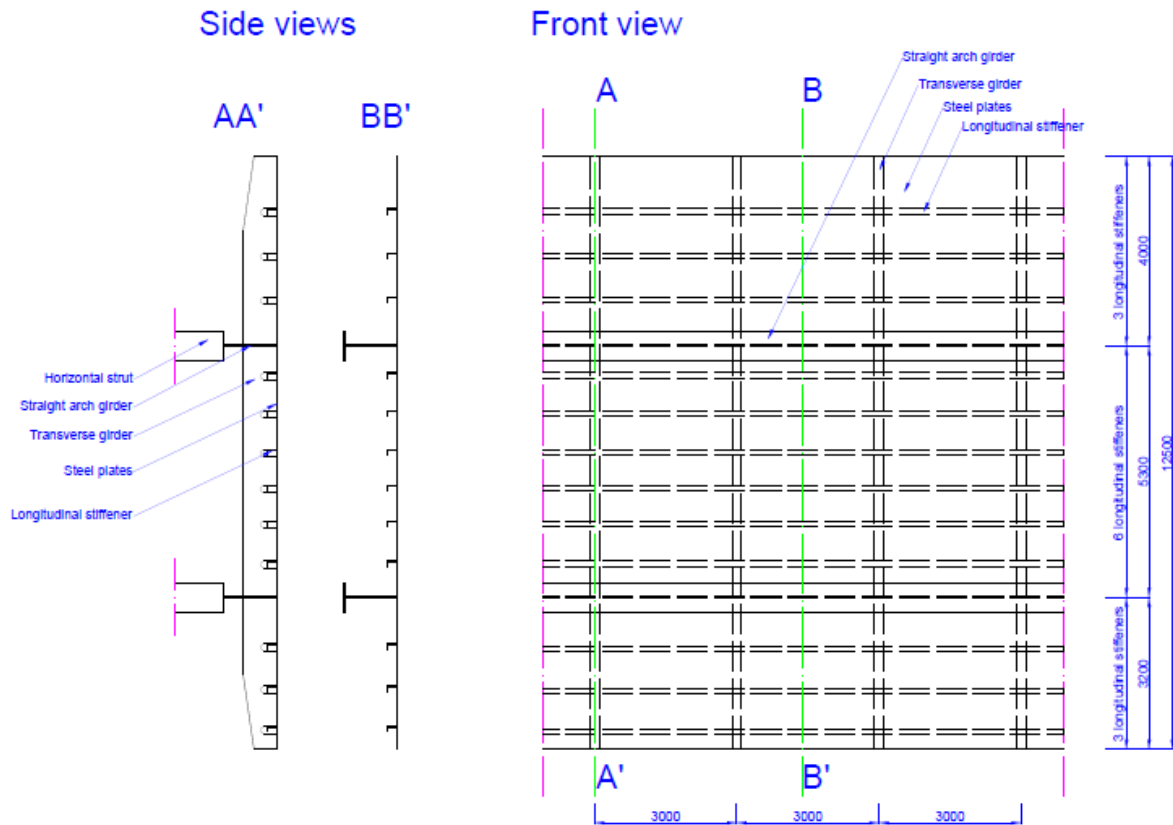 Side views
Front view
Straight arch girder
Transverse girder
Steel plates
Longitudinal stiffener
AA'
BB'
A
B
Horizontal strut
Straight arch girder
Transverse girder
Steel plates
Longitudinal stiffener
3 longitudinal stiffeners
4000
6 longitudinal stiffeners
5300
12500
3 longitudinal stiffeners
3200
A'
B'
3000
3000
3000